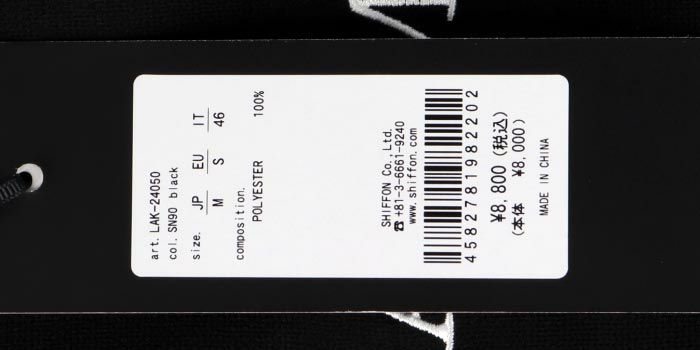 art. LAK-24050
col. SN90 black
size. JP EU IT
M S 46
composition.
POLYESTER 100%
SHIFFON Co., Ltd.
☎ +81-3-6661-9240
www.shiffon.com
4582781982202
¥8,800 (税込)
(本体 ¥8,000)
MADE IN CHINA